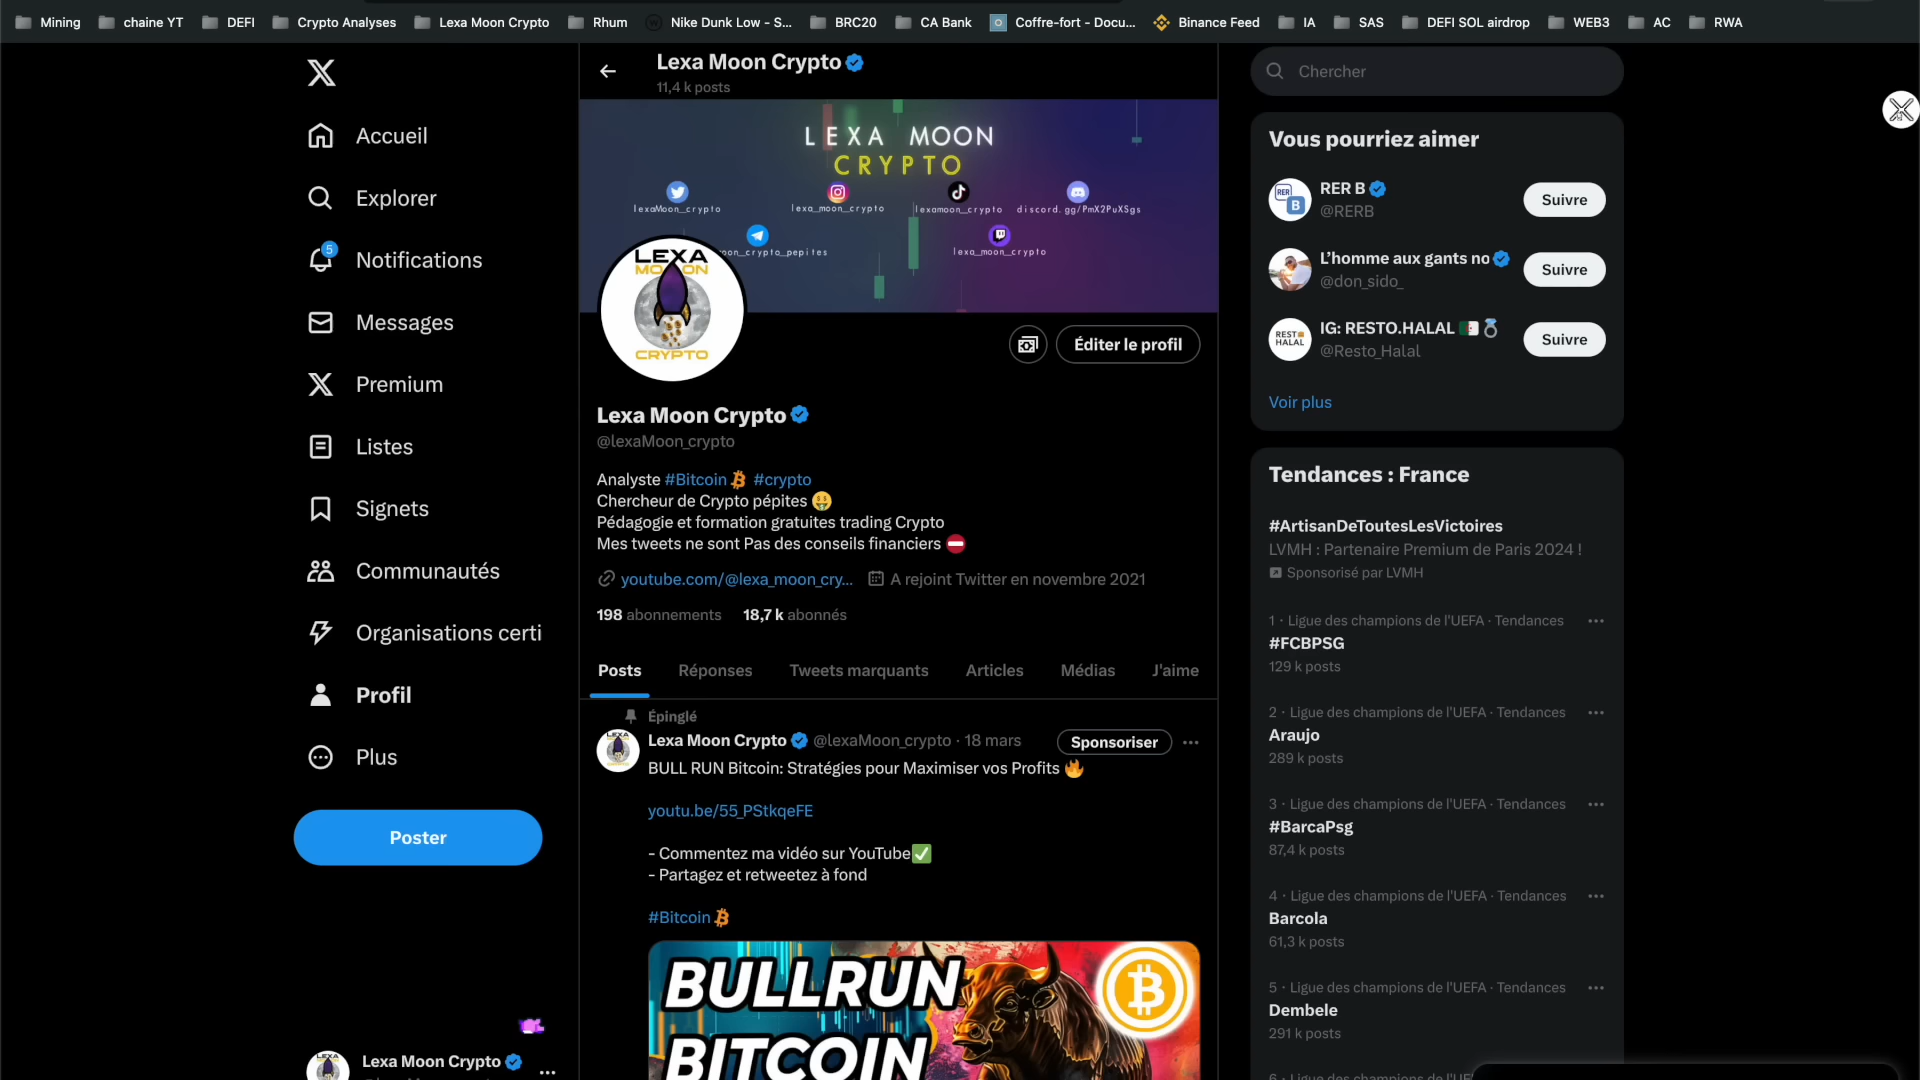 Mining
chaine YT
DEFI
Crypto Analyses
Lexa Moon Crypto
Rhum
Nike Dunk Low - S...
BRC20
CA Bank
Coffre-fort - Docu...
Binance Feed
IA
SAS
DEFI SOL airdrop
WEB3
AC
RWA
Accueil
Explorer
5
Notifications
Messages
Premium
Listes
Signets
Communautés
Organisations certi
Profil
Plus
Poster
Lexa Moon Crypto
Lexa Moon Crypto
11,4 k posts
LEXA MOON
CRYPTO
lexaMoon_crypto
lexa_moon_crypto
lexamoon_crypto
discord.gg/PmX2PuXSgs
oon_crypto_pepites
lexa_moon_crypto
LEXA
MOON
CRYPTO
Éditer le profil
Lexa Moon Crypto
@lexaMoon_crypto
Analyste #Bitcoin #crypto
Chercheur de Crypto pépites 🤑
Pédagogie et formation gratuites trading Crypto
Mes tweets ne sont Pas des conseils financiers ⛔
youtube.com/@lexa_moon_cry... A rejoint Twitter en novembre 2021
198 abonnements 18,7 k abonnés
Posts Réponses Tweets marquants Articles Médias J'aime
Épinglé
Lexa Moon Crypto @lexaMoon_crypto · 18 mars
Sponsoriser
BULL RUN Bitcoin: Stratégies pour Maximiser vos Profits 🔥
youtu.be/55_PStkqeFE
- Commentez ma vidéo sur YouTube✅
- Partagez et retweetez à fond
#Bitcoin
BULLRUN
BITCOIN
Chercher
Vous pourriez aimer
RER B
@RERB
Suivre
L'homme aux gants no
@don_sido_
Suivre
IG: RESTO.HALAL 🇩🇿💍
@Resto_Halal
Suivre
Voir plus
Tendances : France
#ArtisanDeToutesLesVictoires
LVMH : Partenaire Premium de Paris 2024 !
Sponsorisé par LVMH
1 · Ligue des champions de l'UEFA · Tendances
#FCBPSG
129 k posts
2 · Ligue des champions de l'UEFA · Tendances
Araujo
289 k posts
3 · Ligue des champions de l'UEFA · Tendances
#BarcaPsg
87,4 k posts
4 · Ligue des champions de l'UEFA · Tendances
Barcola
61,3 k posts
5 · Ligue des champions de l'UEFA · Tendances
Dembele
291 k posts